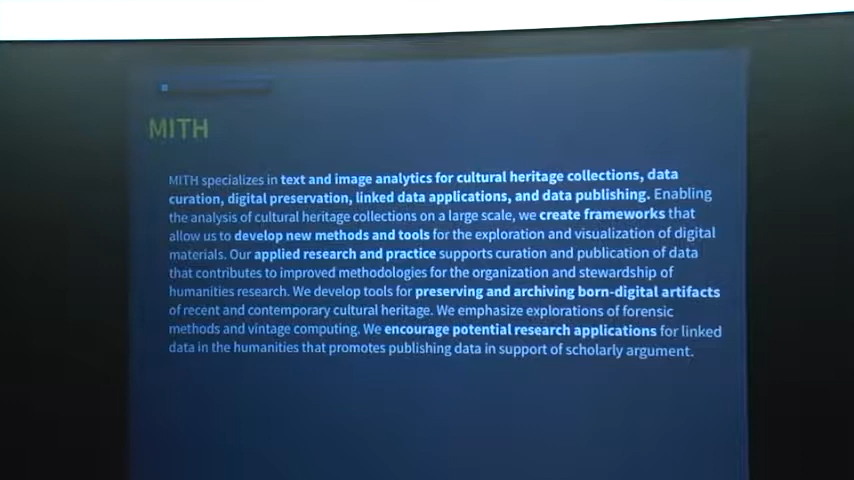 MITH
MITH specializes in text and image analytics for cultural heritage collections, data
curation, digital preservation, linked data applications, and data publishing. Enabling
the analysis of cultural heritage collections on a large scale, we create frameworks that
allow us to develop new methods and tools for the exploration and visualization of digital
materials. Our applied research and practice supports curation and publication of data
that contributes to improved methodologies for the organization and stewardship of
humanities research. We develop tools for preserving and archiving born-digital artifacts
of recent and contemporary cultural heritage. We emphasize explorations of forensic
methods and vintage computing. We encourage potential research applications for linked
data in the humanities that promotes publishing data in support of scholarly argument.